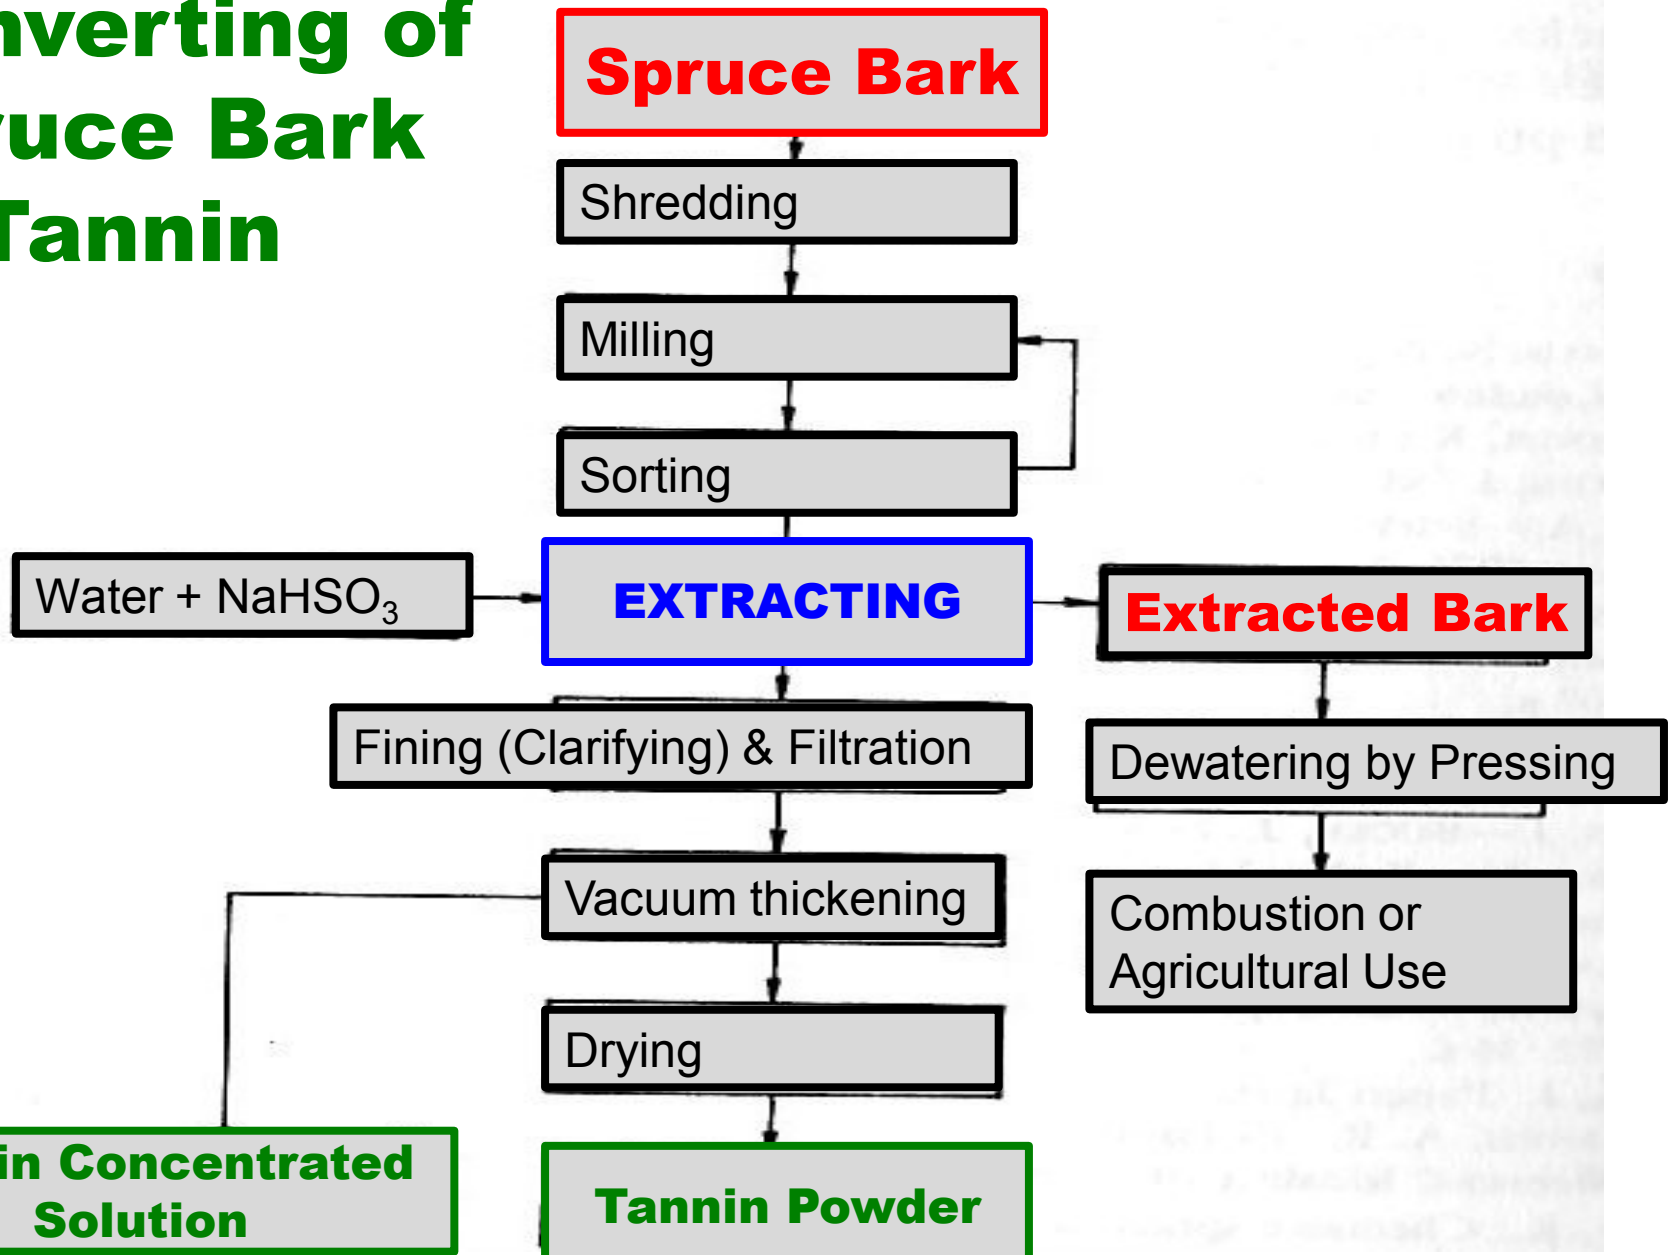 nverting of
ruce Bark
Tannin
Spruce Bark
Shredding
Milling
Sorting
Water + NaHSO₃
EXTRACTING
Extracted Bark
Fining (Clarifying) & Filtration
Dewatering by Pressing
Vacuum thickening
Combustion or
Agricultural Use
Drying
in Concentrated
Solution
Tannin Powder